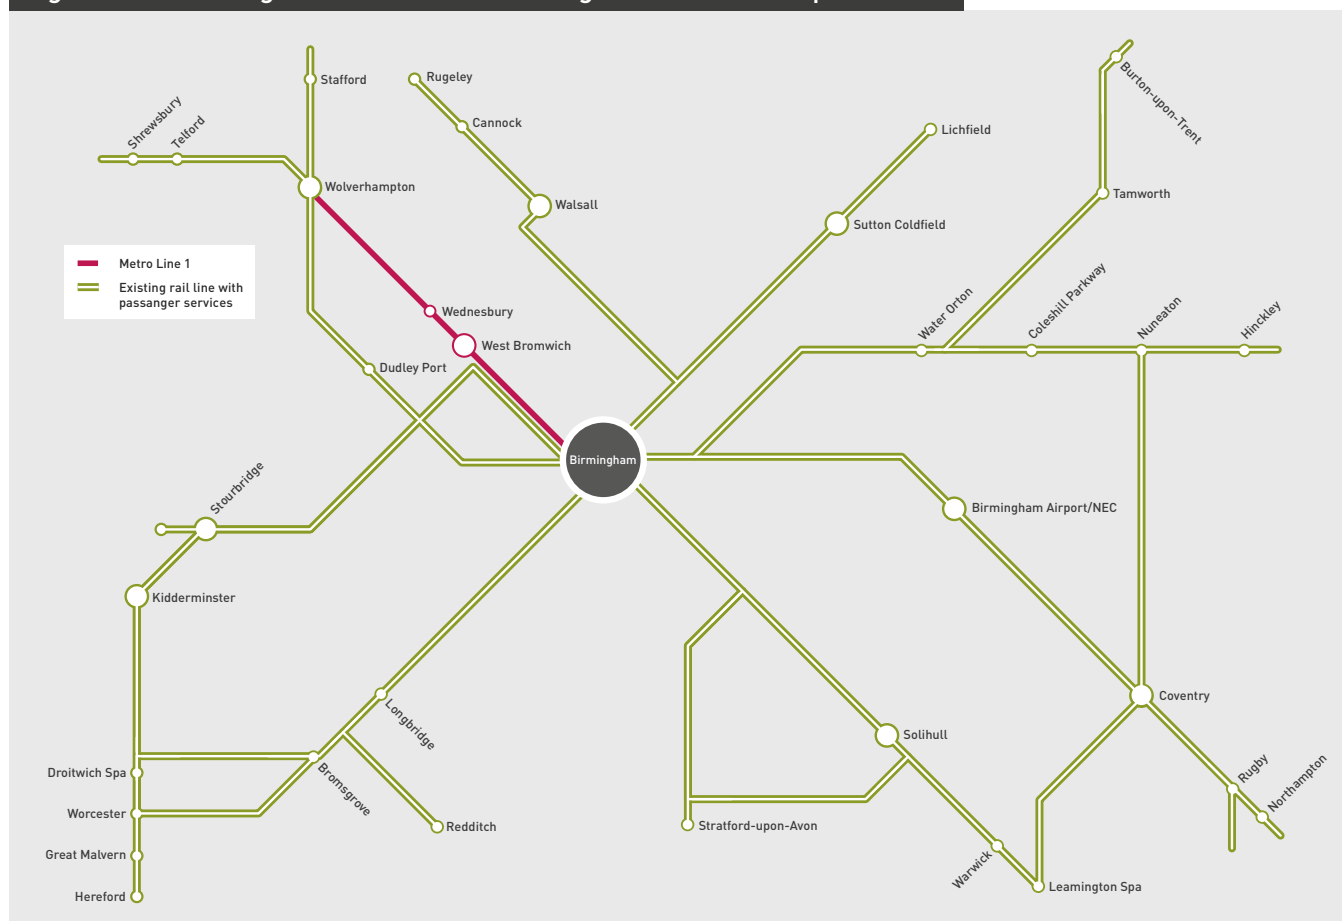 Stafford
Rugeley
Burton-upon-Trent
Shrewsbury
Telford
Cannock
Lichfield
Wolverhampton
Walsall
Tamworth
Sutton Coldfield
Metro Line 1
Existing rail line with
passanger services
Wednesbury
West Bromwich
Dudley Port
Water Orton
Coleshill Parkway
Nuneaton
Hinckley
Birmingham
Stourbridge
Birmingham Airport/NEC
Kidderminster
Coventry
Longbridge
Solihull
Droitwich Spa
Bromsgrove
Rugby
Northampton
Worcester
Redditch
Stratford-upon-Avon
Great Malvern
Warwick
Leamington Spa
Hereford